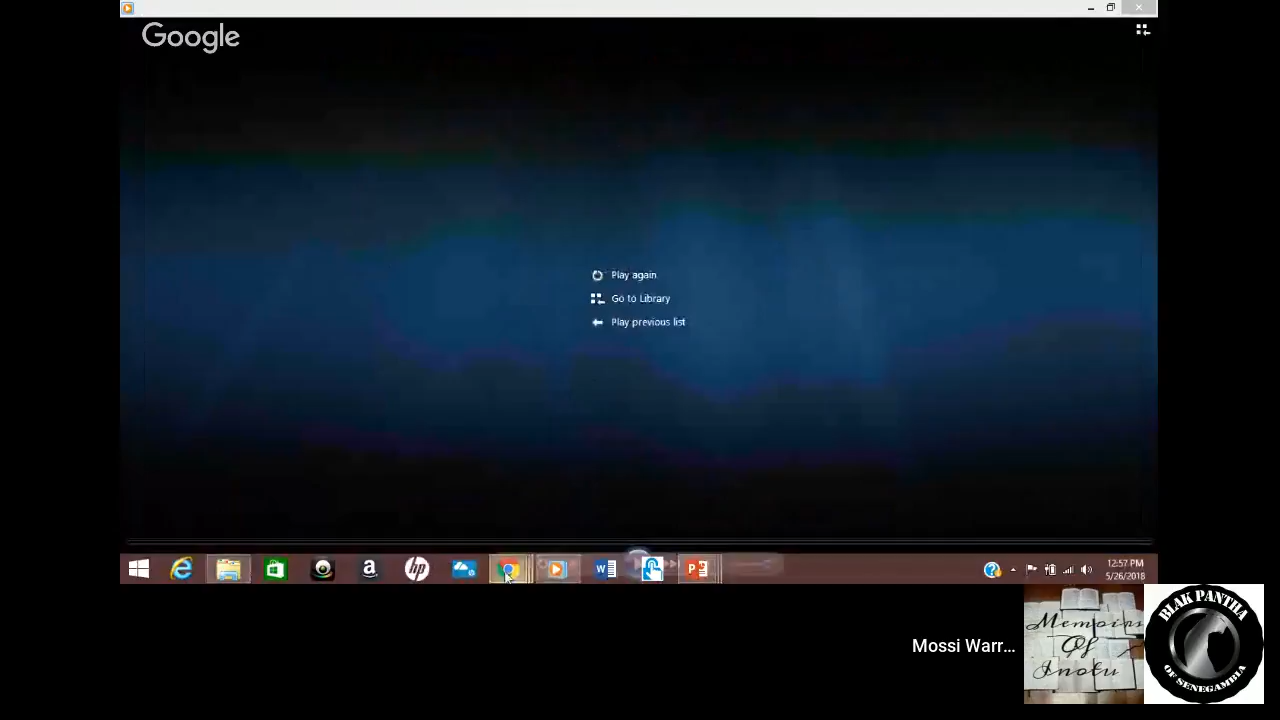 Google
Play again
Go to Library
Play previous list
12:57 PM
5/26/2018
Mossi Warr...
Memoirs
Of
Inotu
BLAK PANTHA
OF SENEGAMBIA